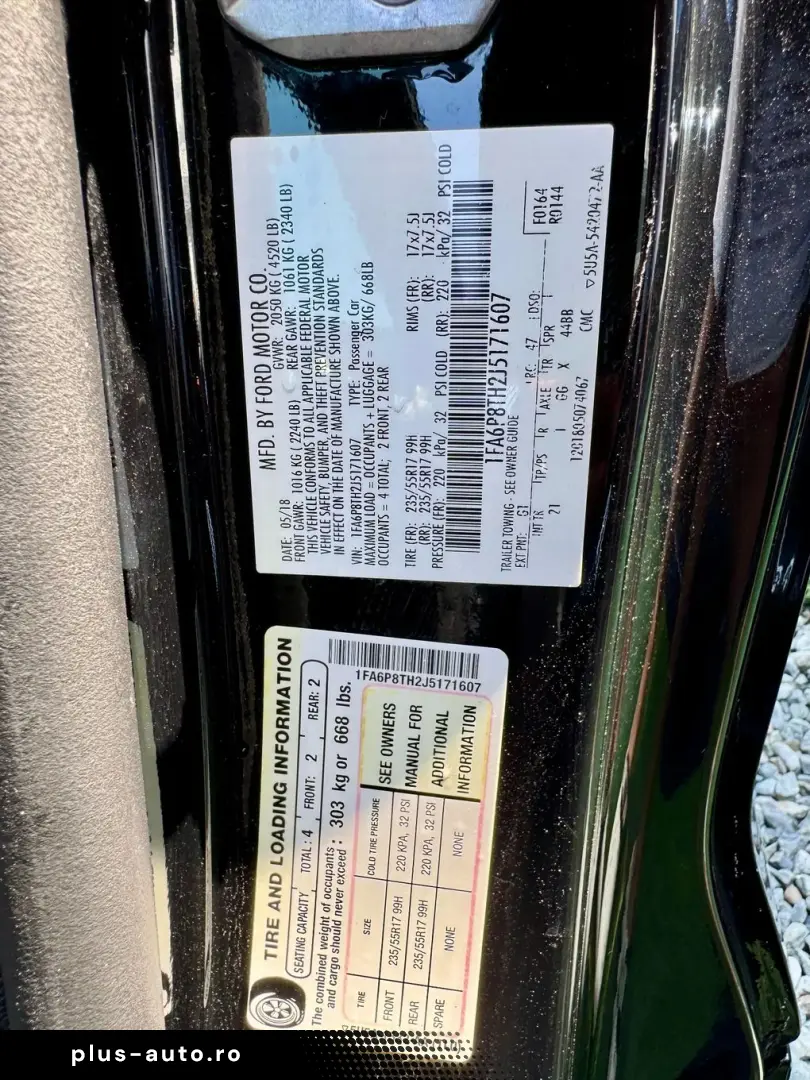 MFD. BY FORD MOTOR CO.
DATE: 05/18 GVWR: 2050 KG ( 4520 LB)
FRONT GAWR: 1016 KG ( 2240 LB) REAR GAWR: 1061 KG ( 2340 LB)
THIS VEHICLE CONFORMS TO ALL APPLICABLE FEDERAL MOTOR
VEHICLE SAFETY, BUMPER, AND THEFT PREVENTION STANDARDS
IN EFFECT ON THE DATE OF MANUFACTURE SHOWN ABOVE.
VIN: 1FA6P8TH2J5171607 TYPE: Passenger Car
MAXIMUM LOAD = OCCUPANTS + LUGGAGE = 303KG/ 668LB
OCCUPANTS = 4 TOTAL; 2 FRONT, 2 REAR
TIRE (FR): 235/55R17 99H RIMS (FR): 17x7.5J
(RR): 235/55R17 99H (RR): 17x7.5J
PRESSURE (FR): 220 kPa/ 32 PSI COLD (RR): 220 kPa/ 32 PSI COLD
1FA6P8TH2J5171607
TRAILER TOWING - SEE OWNER GUIDE
EXT PNT: G1 RC: 47 DSO: F0164
INT TR TP/PS R AXLE TR SPR R0144
21 I GG X 44BB
1201805074067 CMC
5U5A-5420472-AA
TIRE AND LOADING INFORMATION
SEATING CAPACITY TOTAL: 4 FRONT: 2 REAR: 2
The combined weight of occupants
and cargo should never exceed : 303 kg or 668 lbs.
1FA6P8TH2J5171607
TIRE SIZE COLD TIRE PRESSURE
FRONT 235/55R17 99H 220 KPA, 32 PSI
REAR 235/55R17 99H 220 KPA, 32 PSI
SPARE NONE NONE
SEE OWNERS
MANUAL FOR
ADDITIONAL
INFORMATION
plus-auto.ro